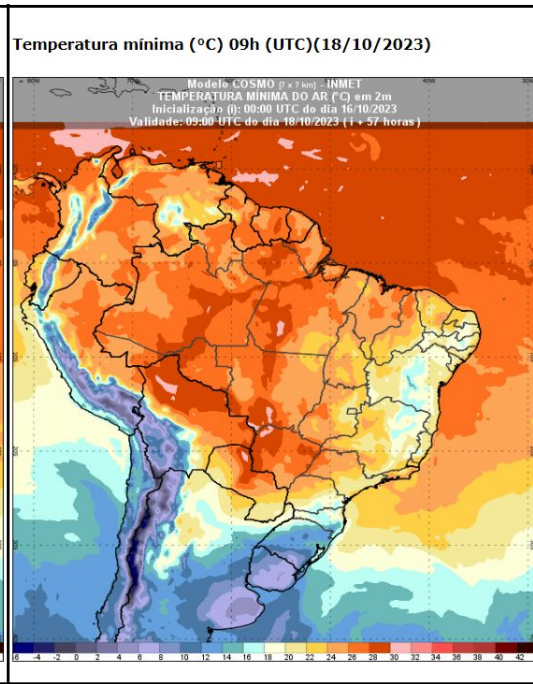 Temperatura mínima (ºC) 09h (UTC)(18/10/2023)
Modelo COSMO [7 x 7 km] - INMET
TEMPERATURA MÍNIMA DO AR (ºC) em 2m
Inicialização (i): 00:00 UTC do dia 16/10/2023
Validade: 09:00 UTC do dia 18/10/2023 ( i + 57 horas )
-6 -4 -2 0 2 4 6 8 10 12 14 16 18 20 22 24 26 28 30 32 34 36 38 40 42